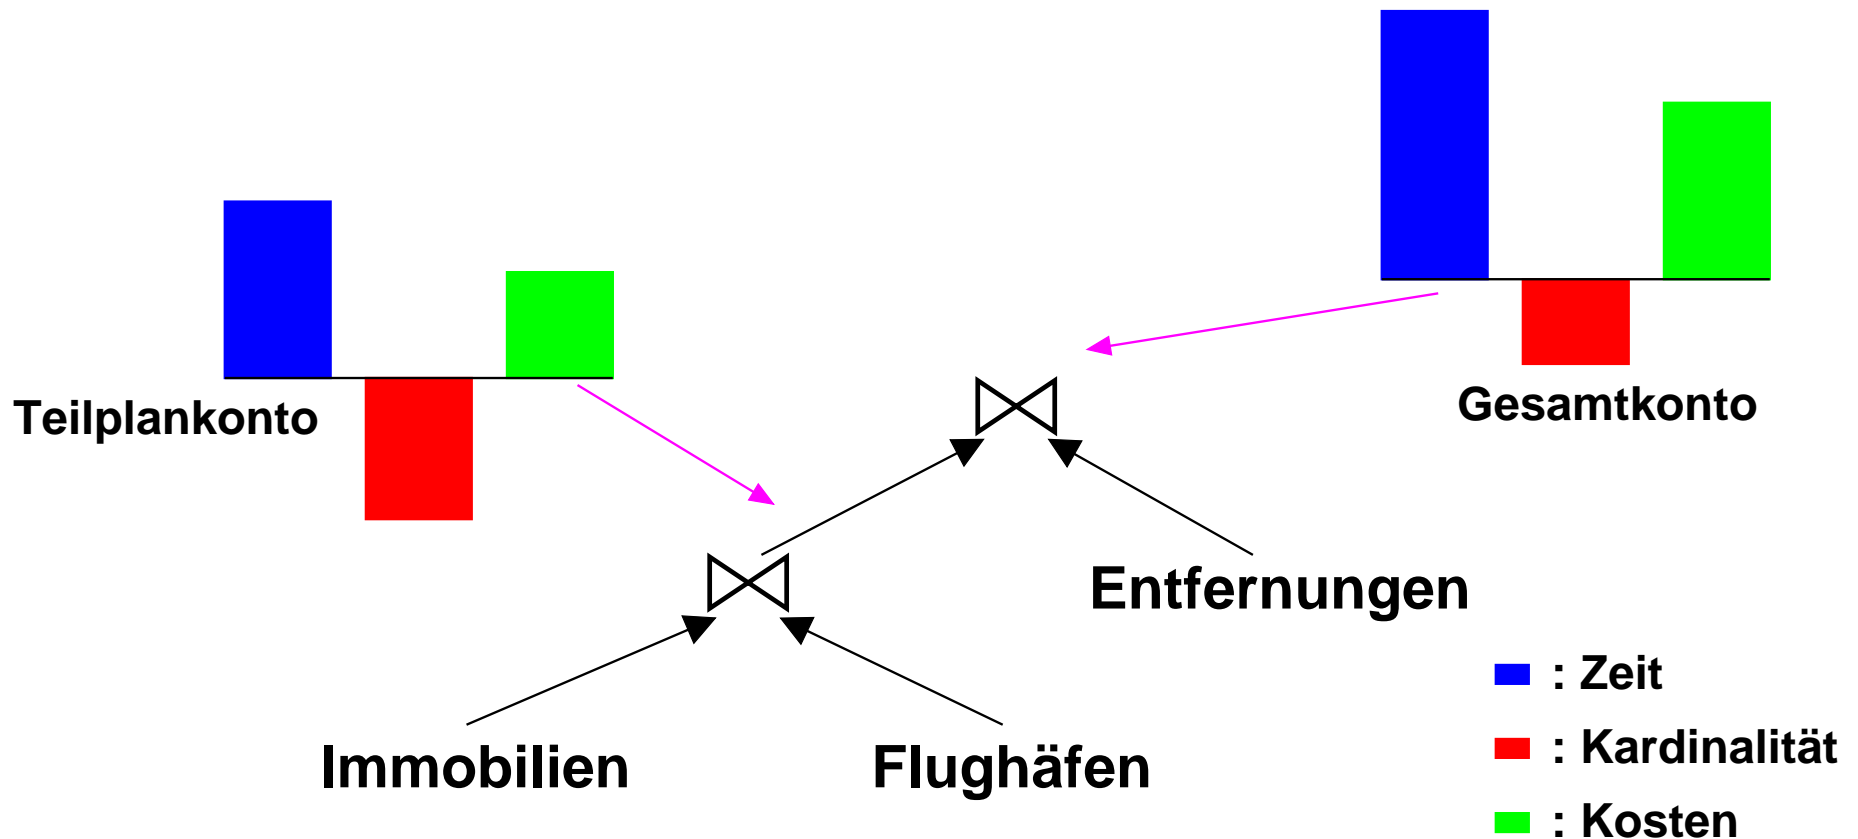 Teilplankonto
Gesamtkonto
Entfernungen
Immobilien
Flughäfen
: Zeit
: Kardinalität
: Kosten